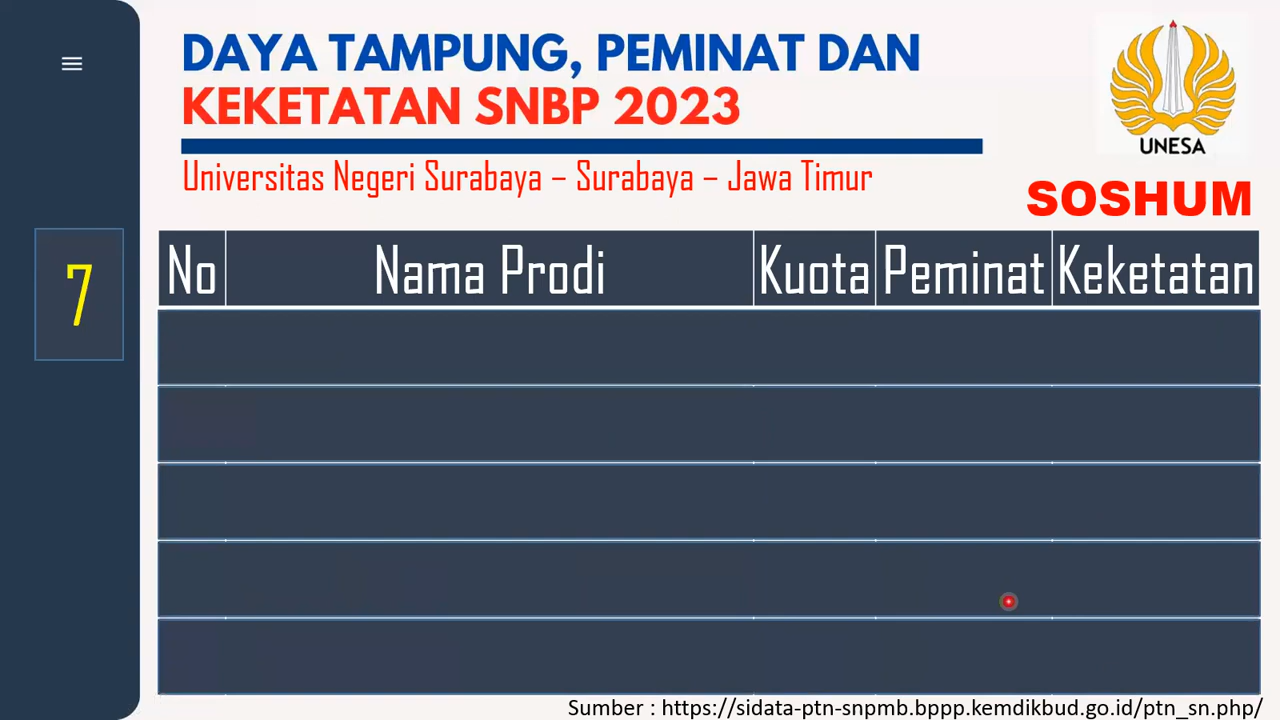 DAYA TAMPUNG, PEMINAT DAN
KEKETATAN SNBP 2023
UNESA
Universitas Negeri Surabaya – Surabaya – Jawa Timur
SOSHUM
7
No Nama Prodi Kuota Peminat Keketatan
Sumber : https://sidata-ptn-snpmb.bppp.kemdikbud.go.id/ptn_sn.php/